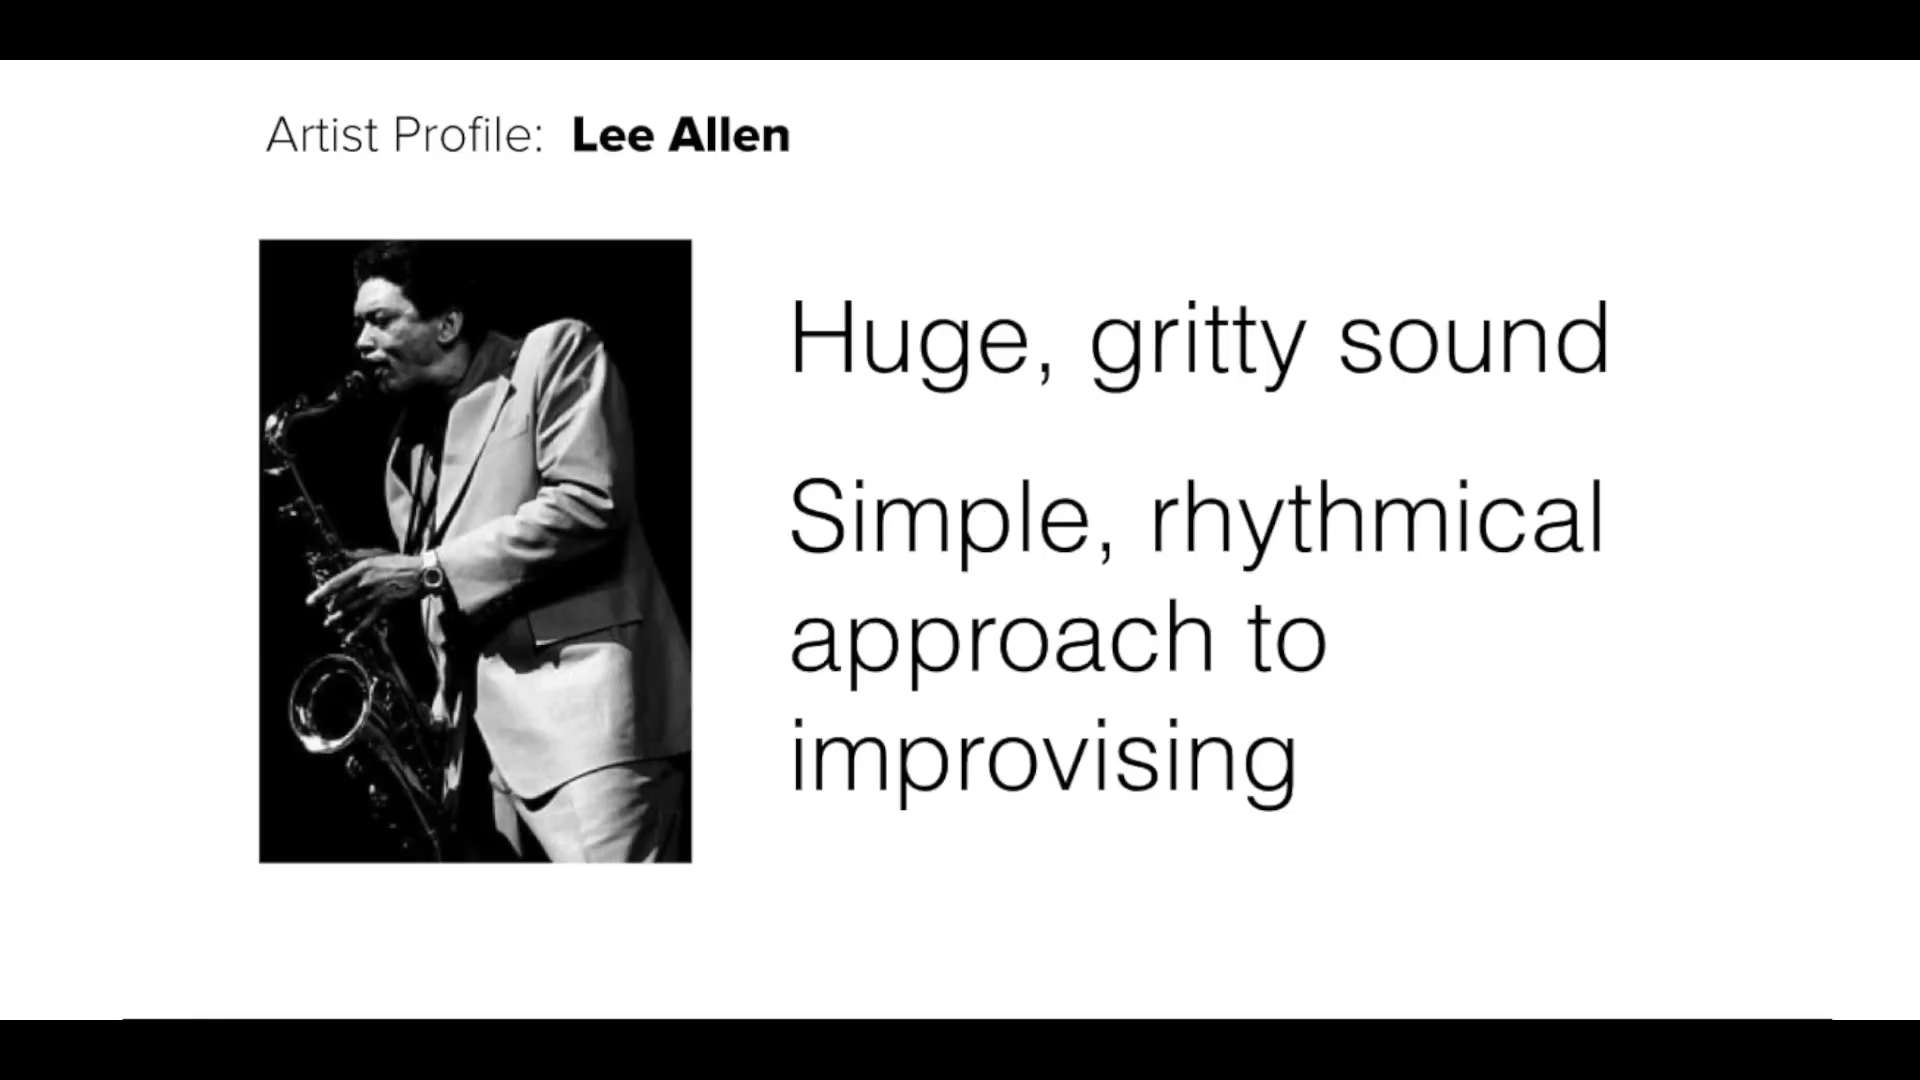 Artist Profile: Lee Allen
Huge, gritty sound
Simple, rhythmical
approach to
improvising